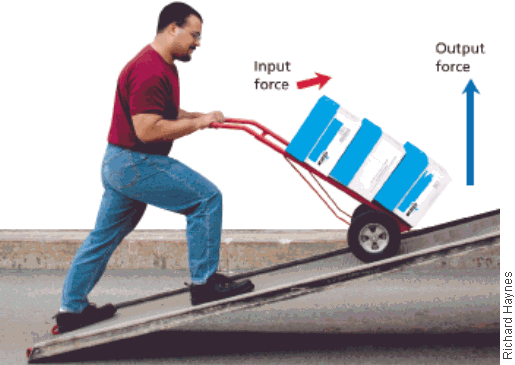 Input
force
Output
force
Richard Haynes